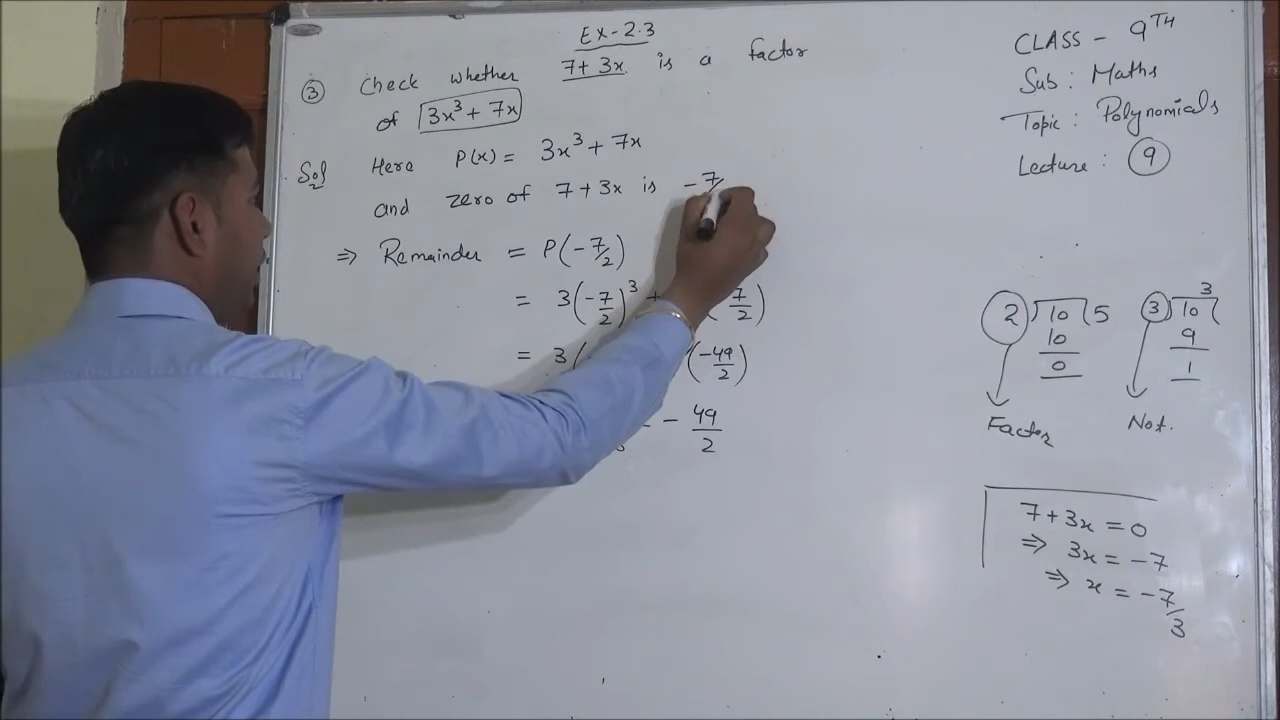 EX-2.3
③ Check whether 7+3x is a factor
of 3x³+7x
Sol Here P(x) = 3x³+7x
and zero of 7+3x is -7/
⇒ Remainder = P(-7/2)
= 3(-7/2)³ + (7/2)
= 3( (-49/2)
- 49/2
CLASS - 9TH
Sub : Maths
Topic : Polynomials
Lecture : ⑨
2)10(5
10
0
Factor
3
③)10(
9
1
Not.
7+3x=0
⇒ 3x=-7
⇒ x=-7/3